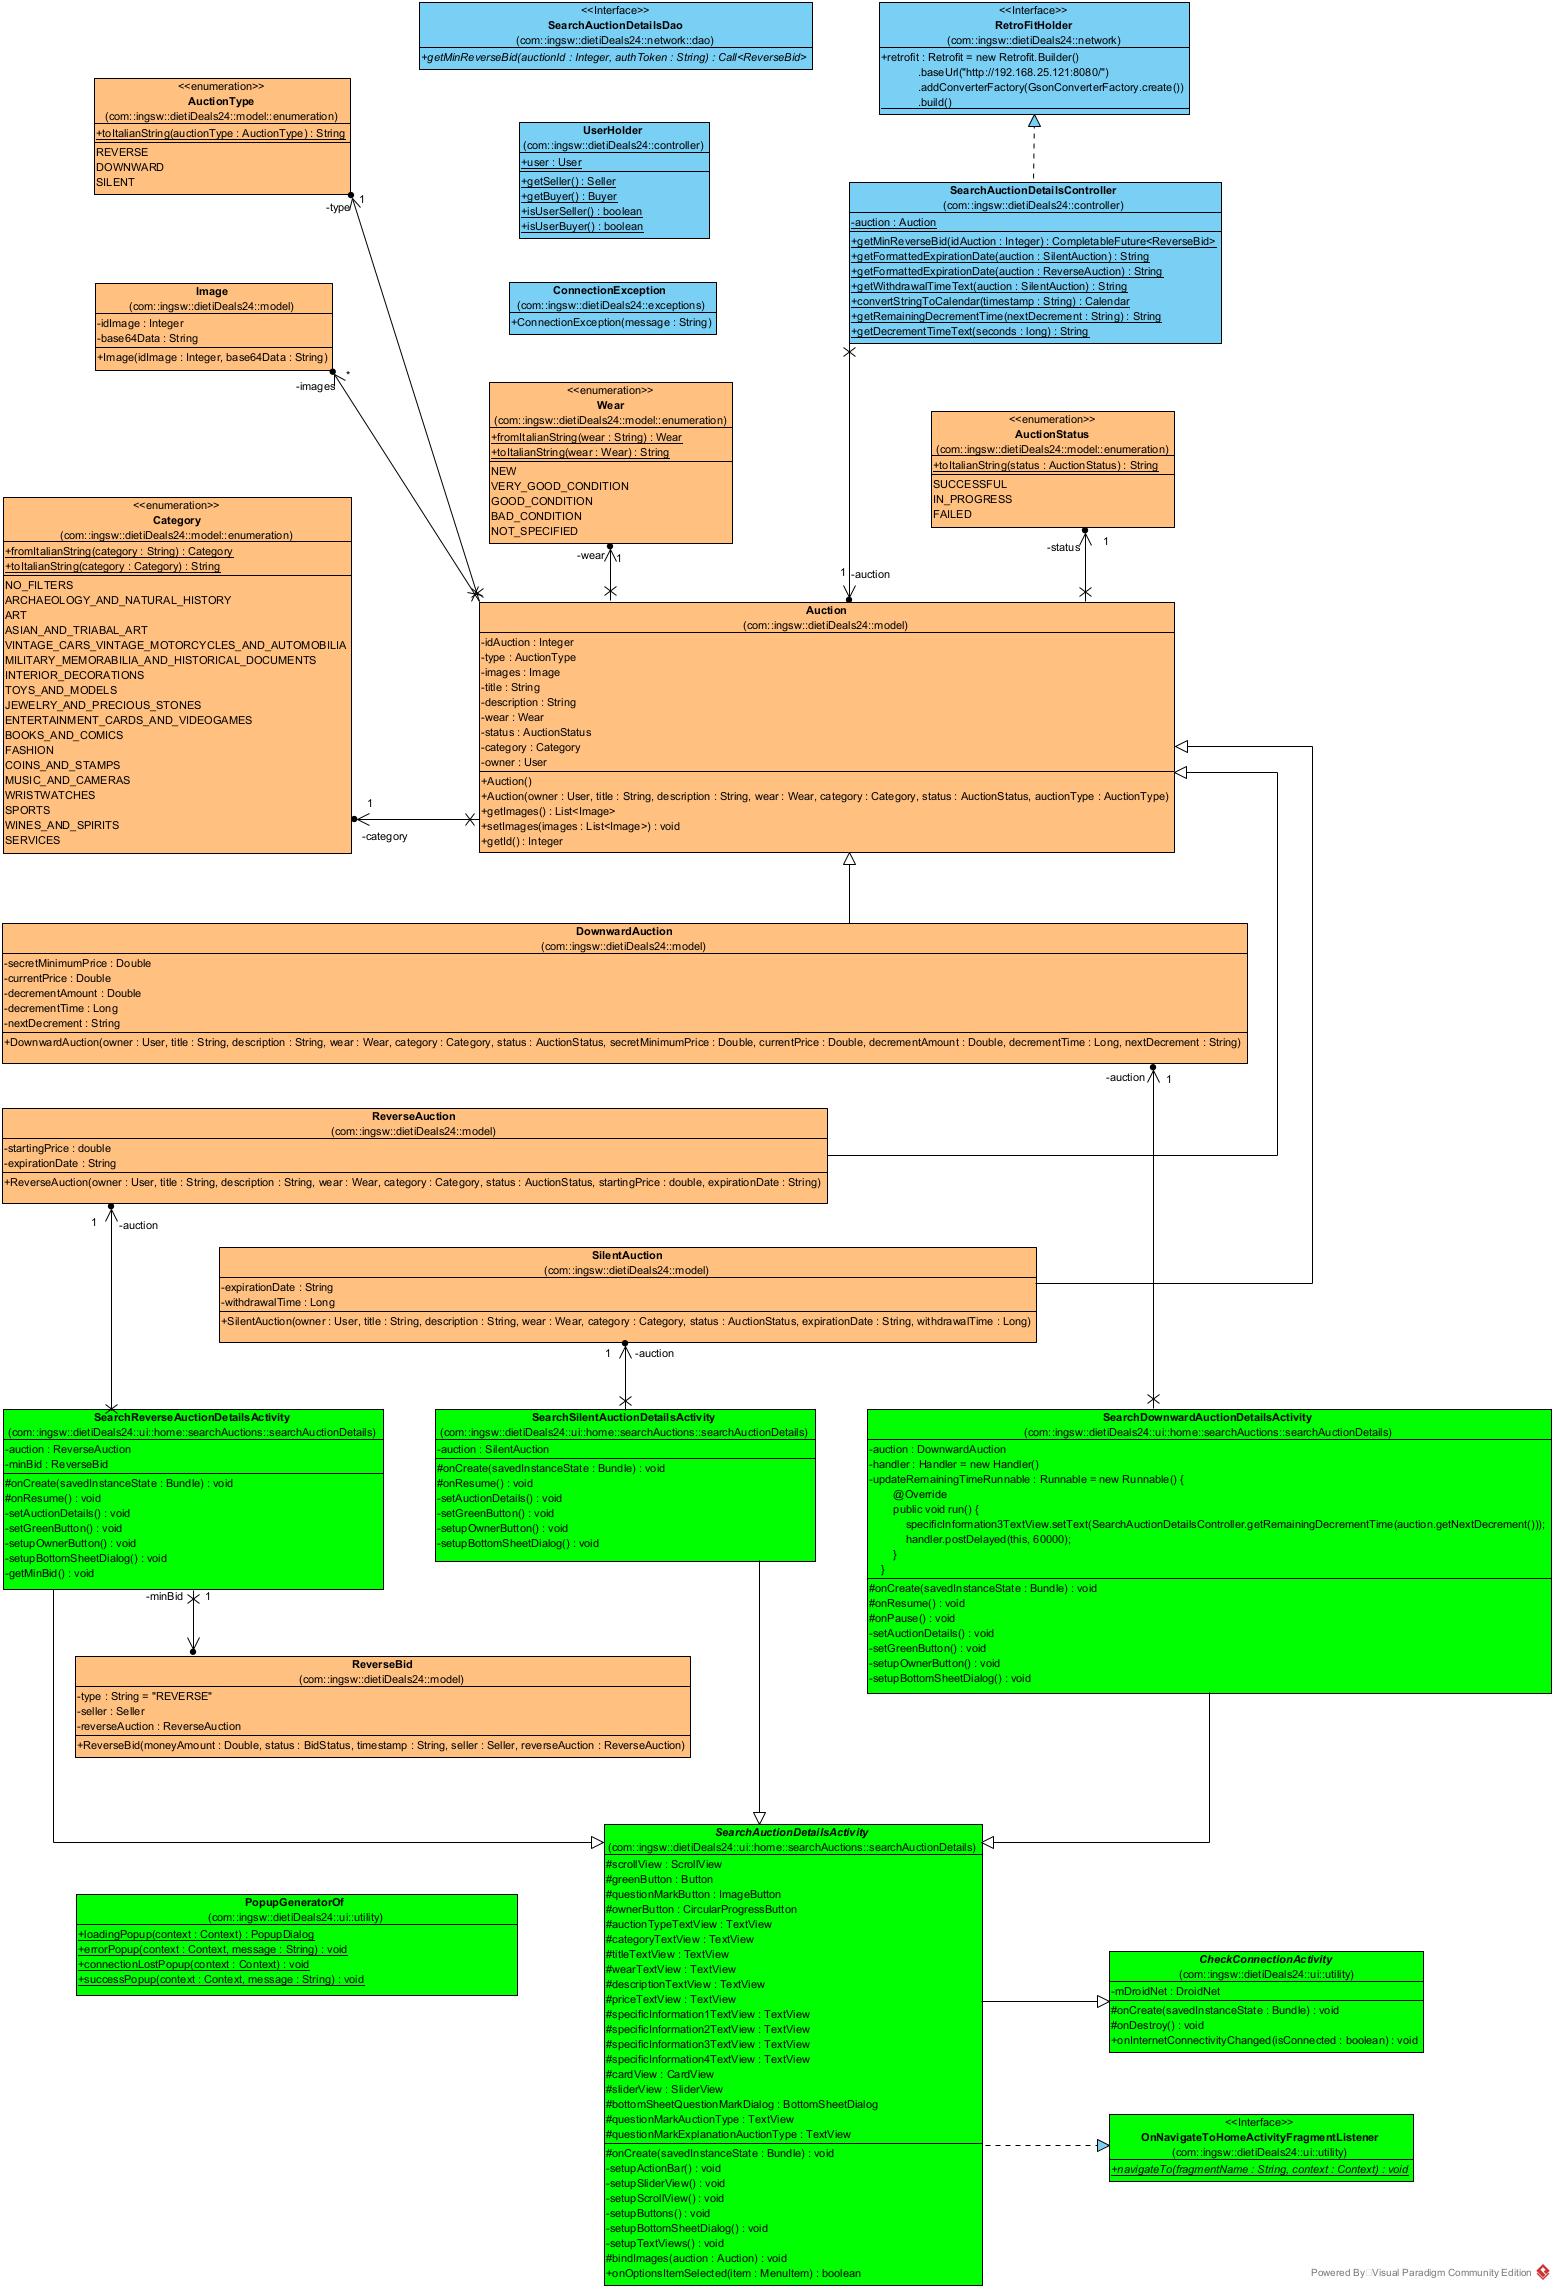 <<Interface>>
SearchAuctionDetailsDao
(com::ingsw::dietiDeals24::network::dao)
+getMinReverseBid(auctionId : Integer, authToken : String) : Call<ReverseBid>
<<Interface>>
RetroFitHolder
(com::ingsw::dietiDeals24::network)
+retrofit : Retrofit = new Retrofit.Builder()
.baseUrl("http://192.168.25.121:8080/")
.addConverterFactory(GsonConverterFactory.create())
.build()
<<enumeration>>
AuctionType
(com::ingsw::dietiDeals24::model::enumeration)
+toItalianString(auctionType : AuctionType) : String
REVERSE
DOWNWARD
SILENT
-type
1
UserHolder
(com::ingsw::dietiDeals24::controller)
+user : User
+getSeller() : Seller
+getBuyer() : Buyer
+isUserSeller() : boolean
+isUserBuyer() : boolean
SearchAuctionDetailsController
(com::ingsw::dietiDeals24::controller)
-auction : Auction
+getMinReverseBid(idAuction : Integer) : CompletableFuture<ReverseBid>
+getFormattedExpirationDate(auction : SilentAuction) : String
+getFormattedExpirationDate(auction : ReverseAuction) : String
+getWithdrawalTimeText(auction : SilentAuction) : String
+convertStringToCalendar(timestamp : String) : Calendar
+getRemainingDecrementTime(nextDecrement : String) : String
+getDecrementTimeText(seconds : long) : String
Image
(com::ingsw::dietiDeals24::model)
-idImage : Integer
-base64Data : String
+Image(idImage : Integer, base64Data : String)
-images
*
ConnectionException
(com::ingsw::dietiDeals24::exceptions)
+ConnectionException(message : String)
<<enumeration>>
Wear
(com::ingsw::dietiDeals24::model::enumeration)
+fromItalianString(wear : String) : Wear
+toItalianString(wear : Wear) : String
NEW
VERY_GOOD_CONDITION
GOOD_CONDITION
BAD_CONDITION
NOT_SPECIFIED
-wear
1
<<enumeration>>
AuctionStatus
(com::ingsw::dietiDeals24::model::enumeration)
+toItalianString(status : AuctionStatus) : String
SUCCESSFUL
IN_PROGRESS
FAILED
-status
1
1
-auction
<<enumeration>>
Category
(com::ingsw::dietiDeals24::model::enumeration)
+fromItalianString(category : String) : Category
+toItalianString(category : Category) : String
NO_FILTERS
ARCHAEOLOGY_AND_NATURAL_HISTORY
ART
ASIAN_AND_TRIABAL_ART
VINTAGE_CARS_VINTAGE_MOTORCYCLES_AND_AUTOMOBILIA
MILITARY_MEMORABILIA_AND_HISTORICAL_DOCUMENTS
INTERIOR_DECORATIONS
TOYS_AND_MODELS
JEWELRY_AND_PRECIOUS_STONES
ENTERTAINMENT_CARDS_AND_VIDEOGAMES
BOOKS_AND_COMICS
FASHION
COINS_AND_STAMPS
MUSIC_AND_CAMERAS
WRISTWATCHES
SPORTS
WINES_AND_SPIRITS
SERVICES
1
-category
Auction
(com::ingsw::dietiDeals24::model)
-idAuction : Integer
-type : AuctionType
-images : Image
-title : String
-description : String
-wear : Wear
-status : AuctionStatus
-category : Category
-owner : User
+Auction()
+Auction(owner : User, title : String, description : String, wear : Wear, category : Category, status : AuctionStatus, auctionType : AuctionType)
+getImages() : List<Image>
+setImages(images : List<Image>) : void
+getId() : Integer
DownwardAuction
(com::ingsw::dietiDeals24::model)
-secretMinimumPrice : Double
-currentPrice : Double
-decrementAmount : Double
-decrementTime : Long
-nextDecrement : String
+DownwardAuction(owner : User, title : String, description : String, wear : Wear, category : Category, status : AuctionStatus, secretMinimumPrice : Double, currentPrice : Double, decrementAmount : Double, decrementTime : Long, nextDecrement : String)
-auction
1
ReverseAuction
(com::ingsw::dietiDeals24::model)
-startingPrice : double
-expirationDate : String
+ReverseAuction(owner : User, title : String, description : String, wear : Wear, category : Category, status : AuctionStatus, startingPrice : double, expirationDate : String)
1
-auction
SilentAuction
(com::ingsw::dietiDeals24::model)
-expirationDate : String
-withdrawalTime : Long
+SilentAuction(owner : User, title : String, description : String, wear : Wear, category : Category, status : AuctionStatus, expirationDate : String, withdrawalTime : Long)
1
-auction
SearchReverseAuctionDetailsActivity
(com::ingsw::dietiDeals24::ui::home::searchAuctions::searchAuctionDetails)
-auction : ReverseAuction
-minBid : ReverseBid
#onCreate(savedInstanceState : Bundle) : void
#onResume() : void
-setAuctionDetails() : void
-setGreenButton() : void
-setupOwnerButton() : void
-setupBottomSheetDialog() : void
-getMinBid() : void
-minBid
1
SearchSilentAuctionDetailsActivity
(com::ingsw::dietiDeals24::ui::home::searchAuctions::searchAuctionDetails)
-auction : SilentAuction
#onCreate(savedInstanceState : Bundle) : void
#onResume() : void
-setAuctionDetails() : void
-setGreenButton() : void
-setupOwnerButton() : void
-setupBottomSheetDialog() : void
SearchDownwardAuctionDetailsActivity
(com::ingsw::dietiDeals24::ui::home::searchAuctions::searchAuctionDetails)
-auction : DownwardAuction
-handler : Handler = new Handler()
-updateRemainingTimeRunnable : Runnable = new Runnable() {
@Override
public void run() {
specificInformation3TextView.setText(SearchAuctionDetailsController.getRemainingDecrementTime(auction.getNextDecrement()));
handler.postDelayed(this, 60000);
}
}
#onCreate(savedInstanceState : Bundle) : void
#onResume() : void
#onPause() : void
-setAuctionDetails() : void
-setGreenButton() : void
-setupOwnerButton() : void
-setupBottomSheetDialog() : void
ReverseBid
(com::ingsw::dietiDeals24::model)
-type : String = "REVERSE"
-seller : Seller
-reverseAuction : ReverseAuction
+ReverseBid(moneyAmount : Double, status : BidStatus, timestamp : String, seller : Seller, reverseAuction : ReverseAuction)
SearchAuctionDetailsActivity
(com::ingsw::dietiDeals24::ui::home::searchAuctions::searchAuctionDetails)
#scrollView : ScrollView
#greenButton : Button
#questionMarkButton : ImageButton
#ownerButton : CircularProgressButton
#auctionTypeTextView : TextView
#categoryTextView : TextView
#titleTextView : TextView
#wearTextView : TextView
#descriptionTextView : TextView
#priceTextView : TextView
#specificInformation1TextView : TextView
#specificInformation2TextView : TextView
#specificInformation3TextView : TextView
#specificInformation4TextView : TextView
#cardView : CardView
#sliderView : SliderView
#bottomSheetQuestionMarkDialog : BottomSheetDialog
#questionMarkAuctionType : TextView
#questionMarkExplanationAuctionType : TextView
#onCreate(savedInstanceState : Bundle) : void
-setupActionBar() : void
-setupSliderView() : void
-setupScrollView() : void
-setupButtons() : void
-setupBottomSheetDialog() : void
-setupTextViews() : void
#bindImages(auction : Auction) : void
+onOptionsItemSelected(item : MenuItem) : boolean
PopupGeneratorOf
(com::ingsw::dietiDeals24::ui::utility)
+loadingPopup(context : Context) : PopupDialog
+errorPopup(context : Context, message : String) : void
+connectionLostPopup(context : Context) : void
+successPopup(context : Context, message : String) : void
CheckConnectionActivity
(com::ingsw::dietiDeals24::ui::utility)
-mDroidNet : DroidNet
#onCreate(savedInstanceState : Bundle) : void
#onDestroy() : void
+onInternetConnectivityChanged(isConnected : boolean) : void
<<Interface>>
OnNavigateToHomeActivityFragmentListener
(com::ingsw::dietiDeals24::ui::utility)
+navigateTo(fragmentName : String, context : Context) : void
Powered By Visual Paradigm Community Edition